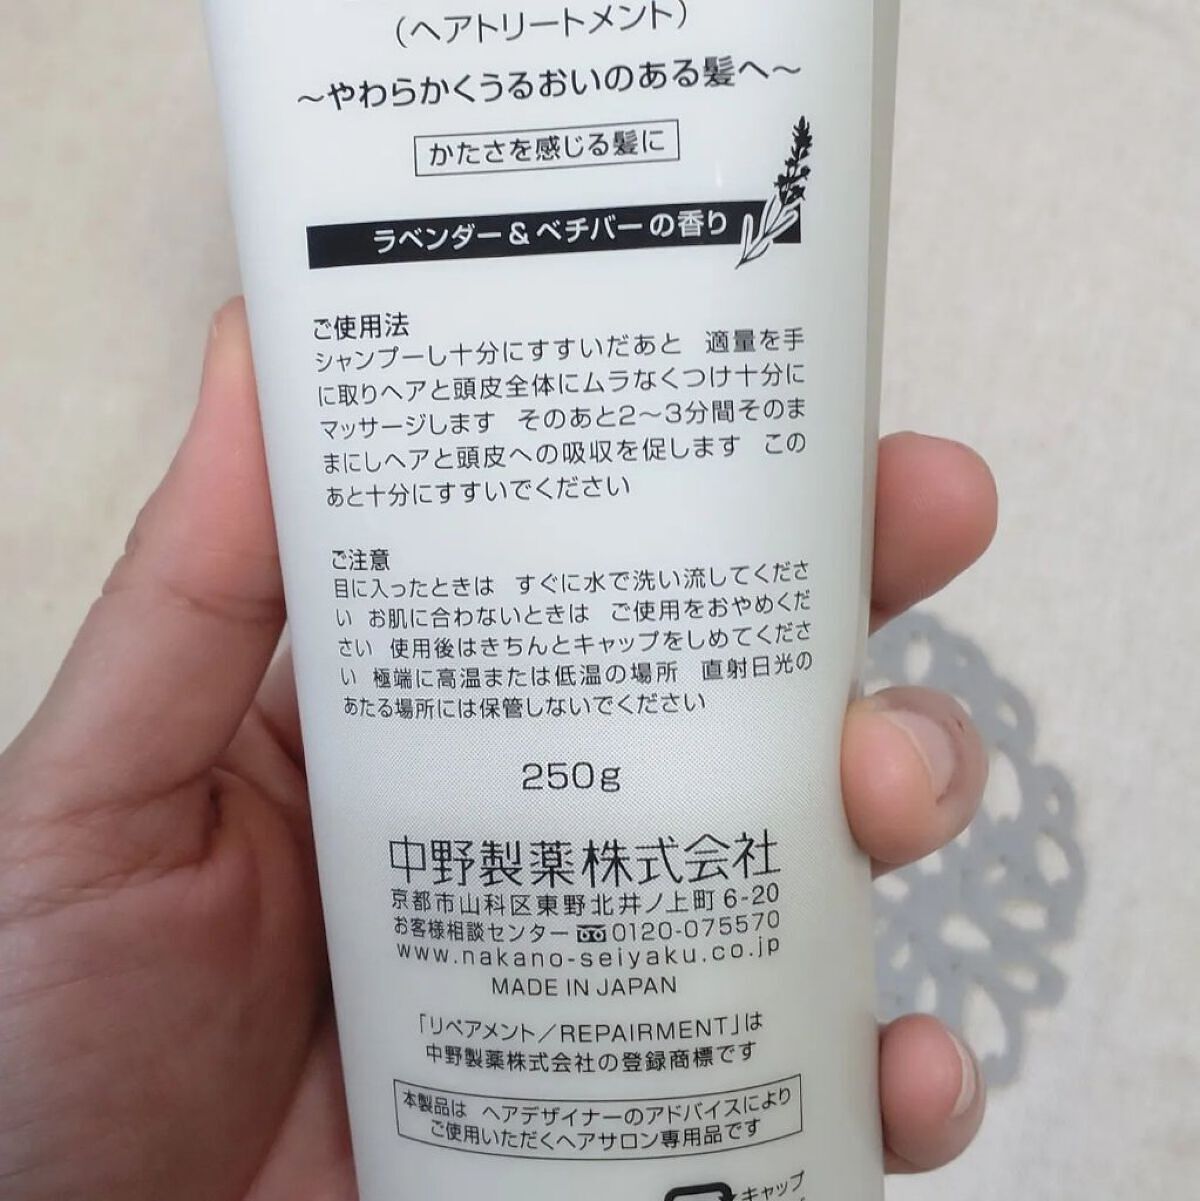 （ヘアトリートメント）
～やわらかくうるおいのある髪へ～
かたさを感じる髪に
ラベンダー＆ベチバーの香り
ご使用法
シャンプーし十分にすすいだあと　適量を手
に取りヘアと頭皮全体にムラなくつけ十分に
マッサージします　そのあと2～3分間そのま
まにしヘアと頭皮への吸収を促します　この
あと十分にすすいでください
ご注意
目に入ったときは　すぐに水で洗い流してくださ
い　お肌に合わないときは　ご使用をおやめくだ
さい　使用後はきちんとキャップをしめてくださ
い　極端に高温または低温の場所　直射日光の
あたる場所には保管しないでください
250g
中野製薬株式会社
京都市山科区東野北井ノ上町6-20
お客様相談センター 0120-075570
www.nakano-seiyaku.co.jp
MADE IN JAPAN
「リペアメント／REPAIRMENT」は
中野製薬株式会社の登録商標です
本製品は　ヘアデザイナーのアドバイスにより
ご使用いただくヘアサロン専用品です
キャップ